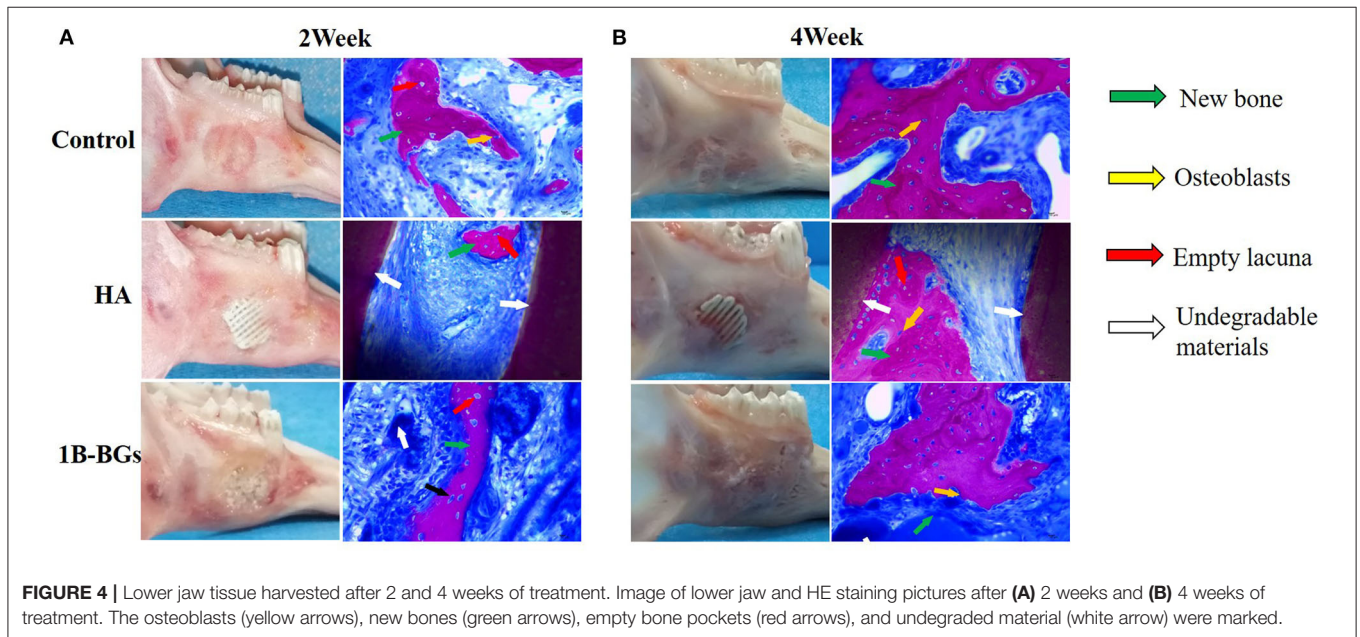 A
2Week
B
4Week
Control
HA
1B-BGs
New bone
Osteoblasts
Empty lacuna
Undegradable
materials
FIGURE 4 | Lower jaw tissue harvested after 2 and 4 weeks of treatment. Image of lower jaw and HE staining pictures after (A) 2 weeks and (B) 4 weeks of
treatment. The osteoblasts (yellow arrows), new bones (green arrows), empty bone pockets (red arrows), and undegraded material (white arrow) were marked.